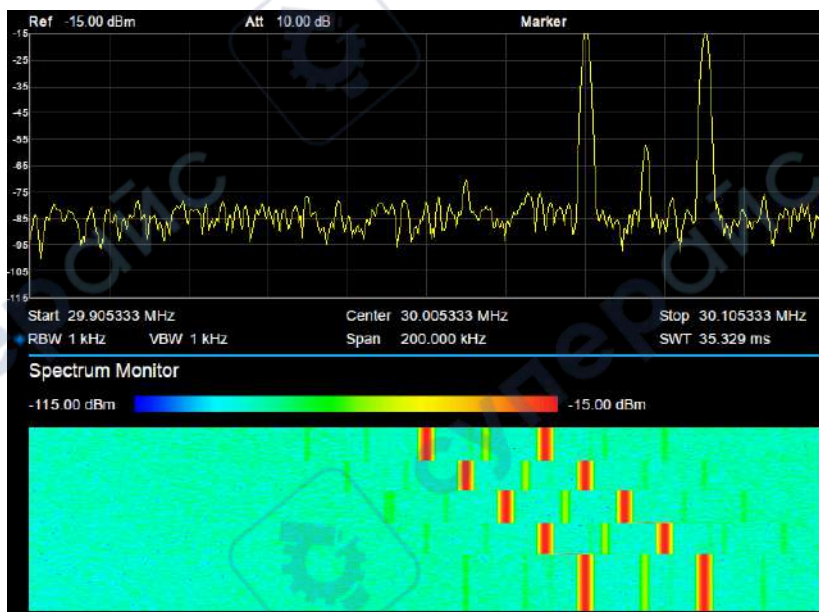 Ref -15.00 dBm Att 10.00 dB Marker
-15
-25
-35
-45
-55
-65
-75
-85
-95
-105
-115
Start 29.905333 MHz Center 30.005333 MHz Stop 30.105333 MHz
RBW 1 kHz VBW 1 kHz Span 200.000 kHz SWT 35.329 ms
Spectrum Monitor
-115.00 dBm -15.00 dBm
суперайс
суперайс